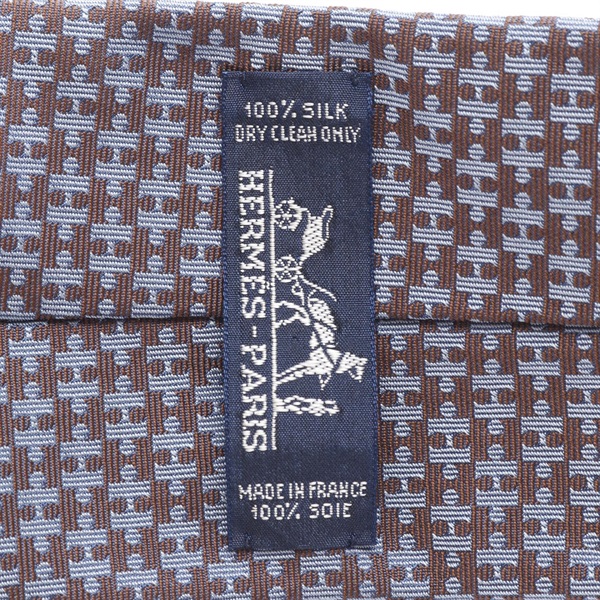 100% SILK
DRY CLEAN ONLY
HERMÈS-PARIS
MADE IN FRANCE
100% SOIE